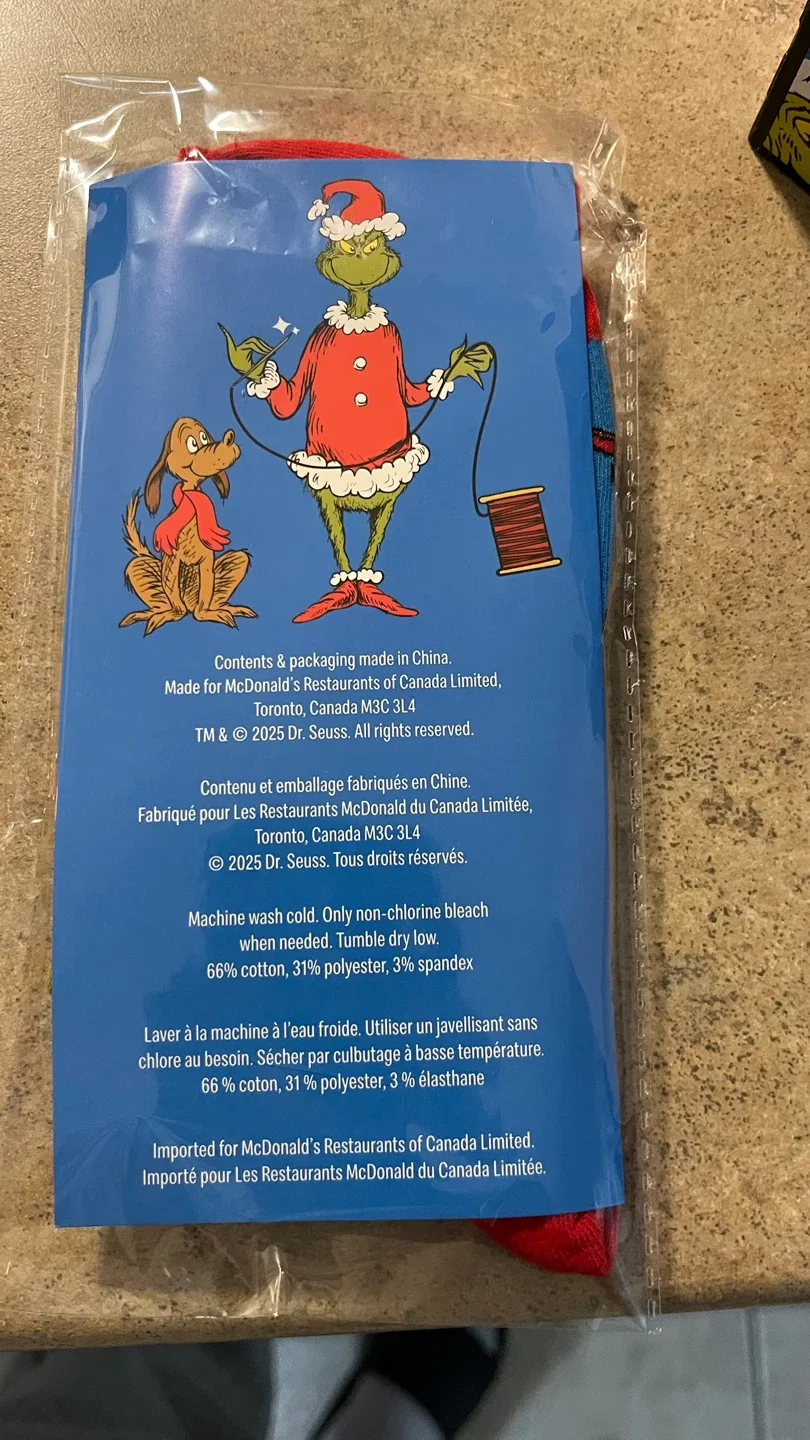 Contents & packaging made in China.
Made for McDonald's Restaurants of Canada Limited,
Toronto, Canada M3C 3L4
TM & © 2025 Dr. Seuss. All rights reserved.
Contenu et emballage fabriqués en Chine.
Fabriqué pour Les Restaurants McDonald du Canada Limitée,
Toronto, Canada M3C 3L4
© 2025 Dr. Seuss. Tous droits réservés.
Machine wash cold. Only non-chlorine bleach
when needed. Tumble dry low.
66% cotton, 31% polyester, 3% spandex
Laver à la machine à l'eau froide. Utiliser un javellisant sans
chlore au besoin. Sécher par culbutage à basse température.
66 % coton, 31 % polyester, 3 % élasthane
Imported for McDonald's Restaurants of Canada Limited.
Importé pour Les Restaurants McDonald du Canada Limitée.